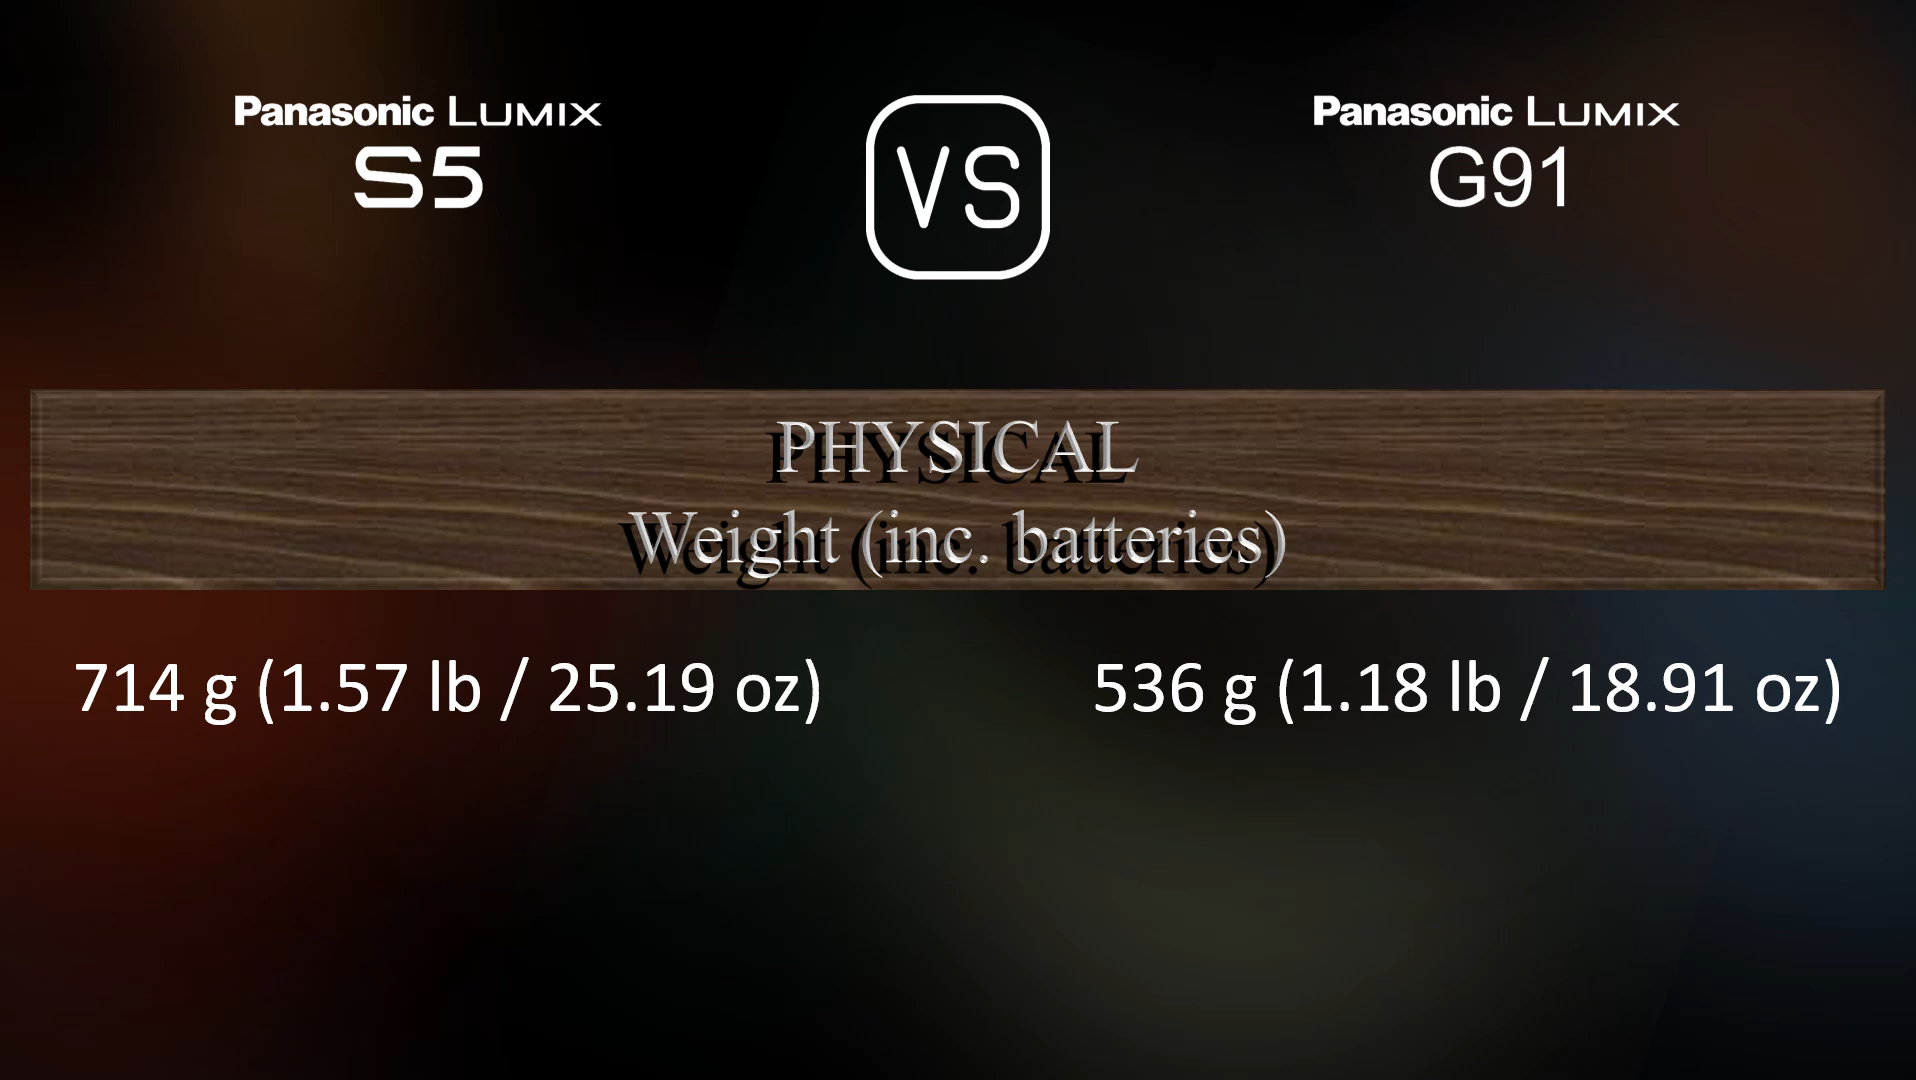 Panasonic LUMIX
S5
VS
Panasonic LUMIX
G91
PHYSICAL
Weight (inc. batteries)
714 g (1.57 lb / 25.19 oz)
536 g (1.18 lb / 18.91 oz)